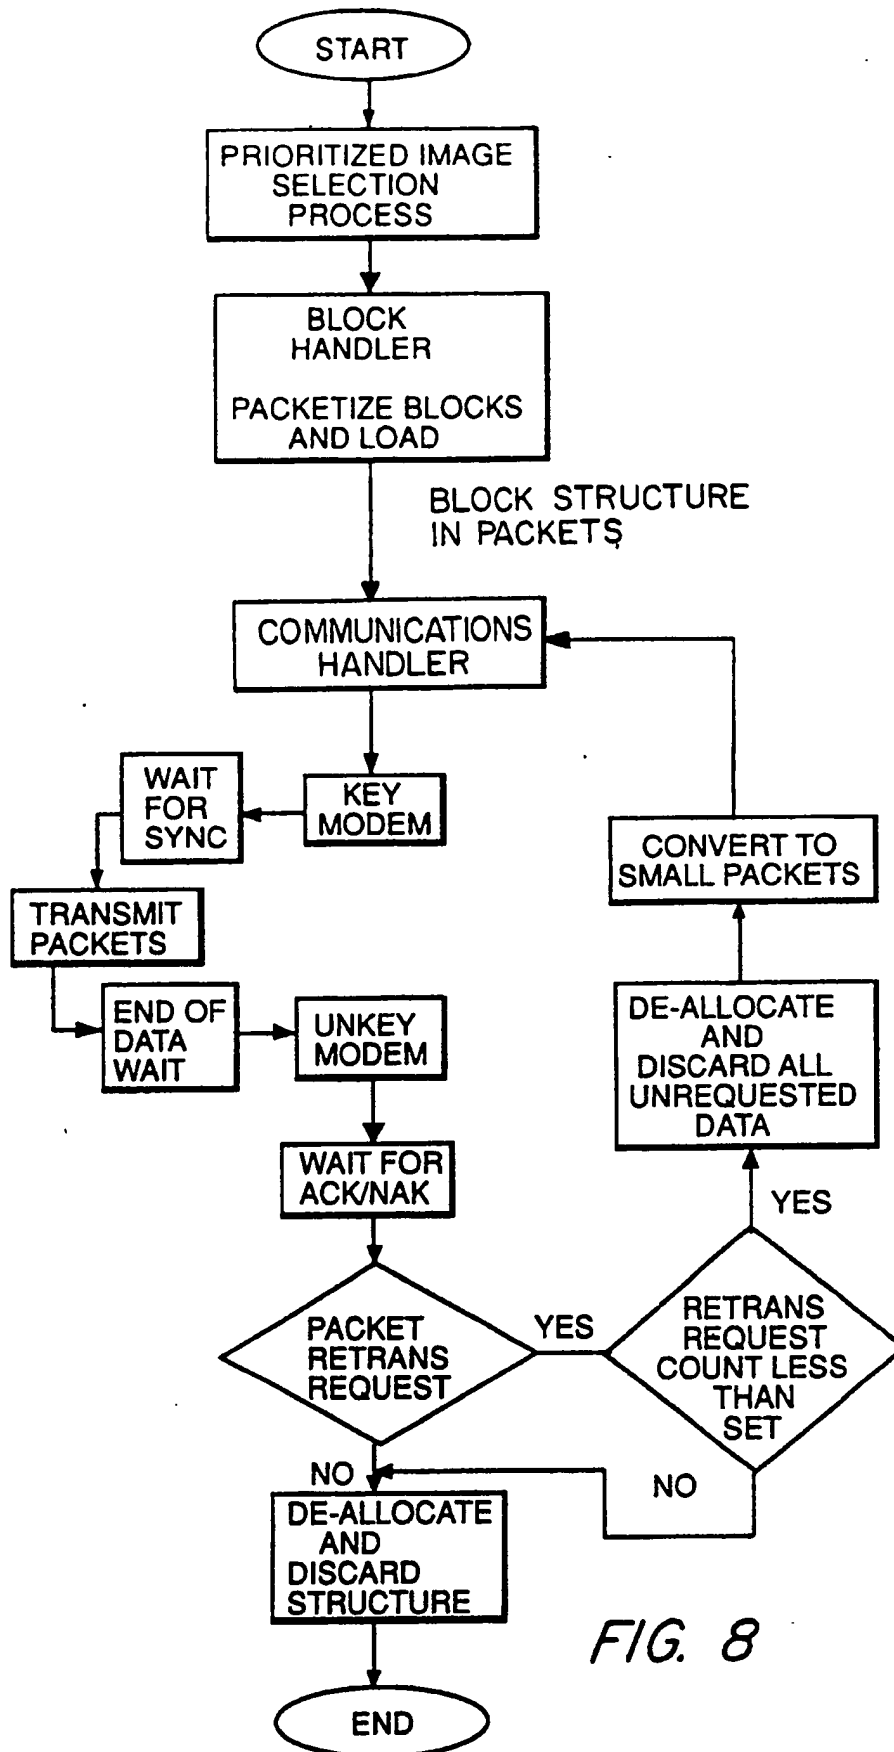 START
PRIORITIZED IMAGE
SELECTION
PROCESS
BLOCK
HANDLER
PACKETIZE BLOCKS
AND LOAD
BLOCK STRUCTURE
IN PACKETS
COMMUNICATIONS
HANDLER
KEY
MODEM
WAIT
FOR
SYNC
TRANSMIT
PACKETS
END OF
DATA
WAIT
UNKEY
MODEM
WAIT FOR
ACK/NAK
PACKET
RETRANS
REQUEST
YES
RETRANS
REQUEST
COUNT LESS
THAN
SET
YES
DE-ALLOCATE
AND
DISCARD ALL
UNREQUESTED
DATA
CONVERT TO
SMALL PACKETS
NO
NO
DE-ALLOCATE
AND
DISCARD
STRUCTURE
END
FIG. 8